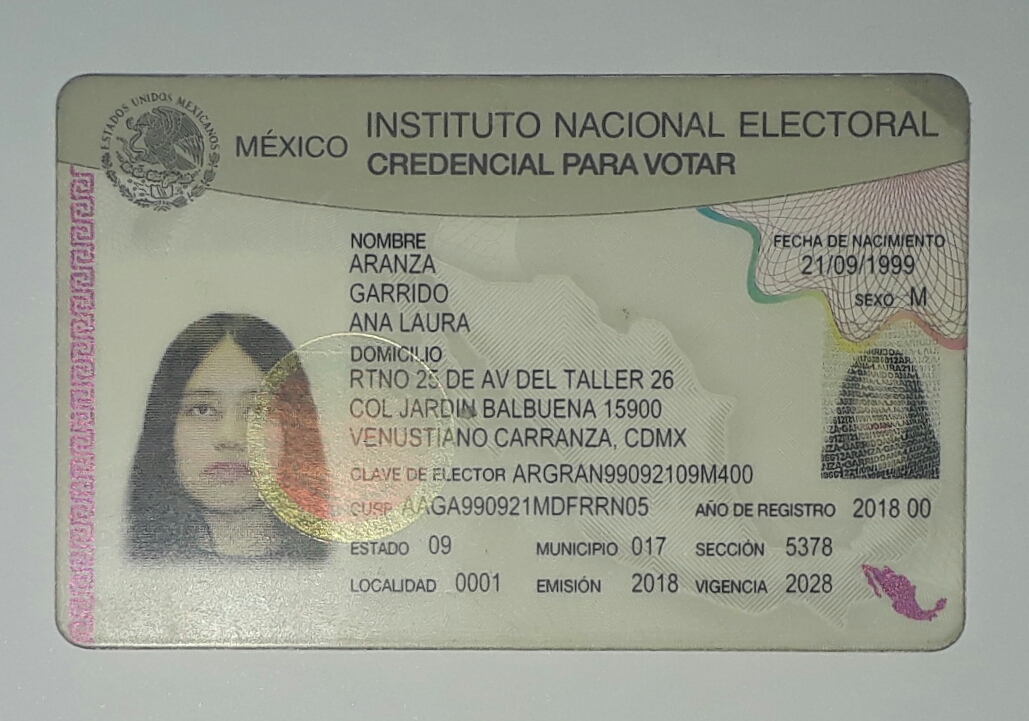 ESTADOS UNIDOS MEXICANOS
MÉXICO
INSTITUTO NACIONAL ELECTORAL
CREDENCIAL PARA VOTAR
NOMBRE
ARANZA
GARRIDO
ANA LAURA
FECHA DE NACIMIENTO
21/09/1999
SEXO M
DOMICILIO
RTNO 25 DE AV DEL TALLER 26
COL JARDIN BALBUENA 15900
VENUSTIANO CARRANZA, CDMX
CLAVE DE ELECTOR ARGRAN99092109M400
CURP AAGA990921MDFRRN05 AÑO DE REGISTRO 2018 00
ESTADO 09 MUNICIPIO 017 SECCIÓN 5378
LOCALIDAD 0001 EMISIÓN 2018 VIGENCIA 2028